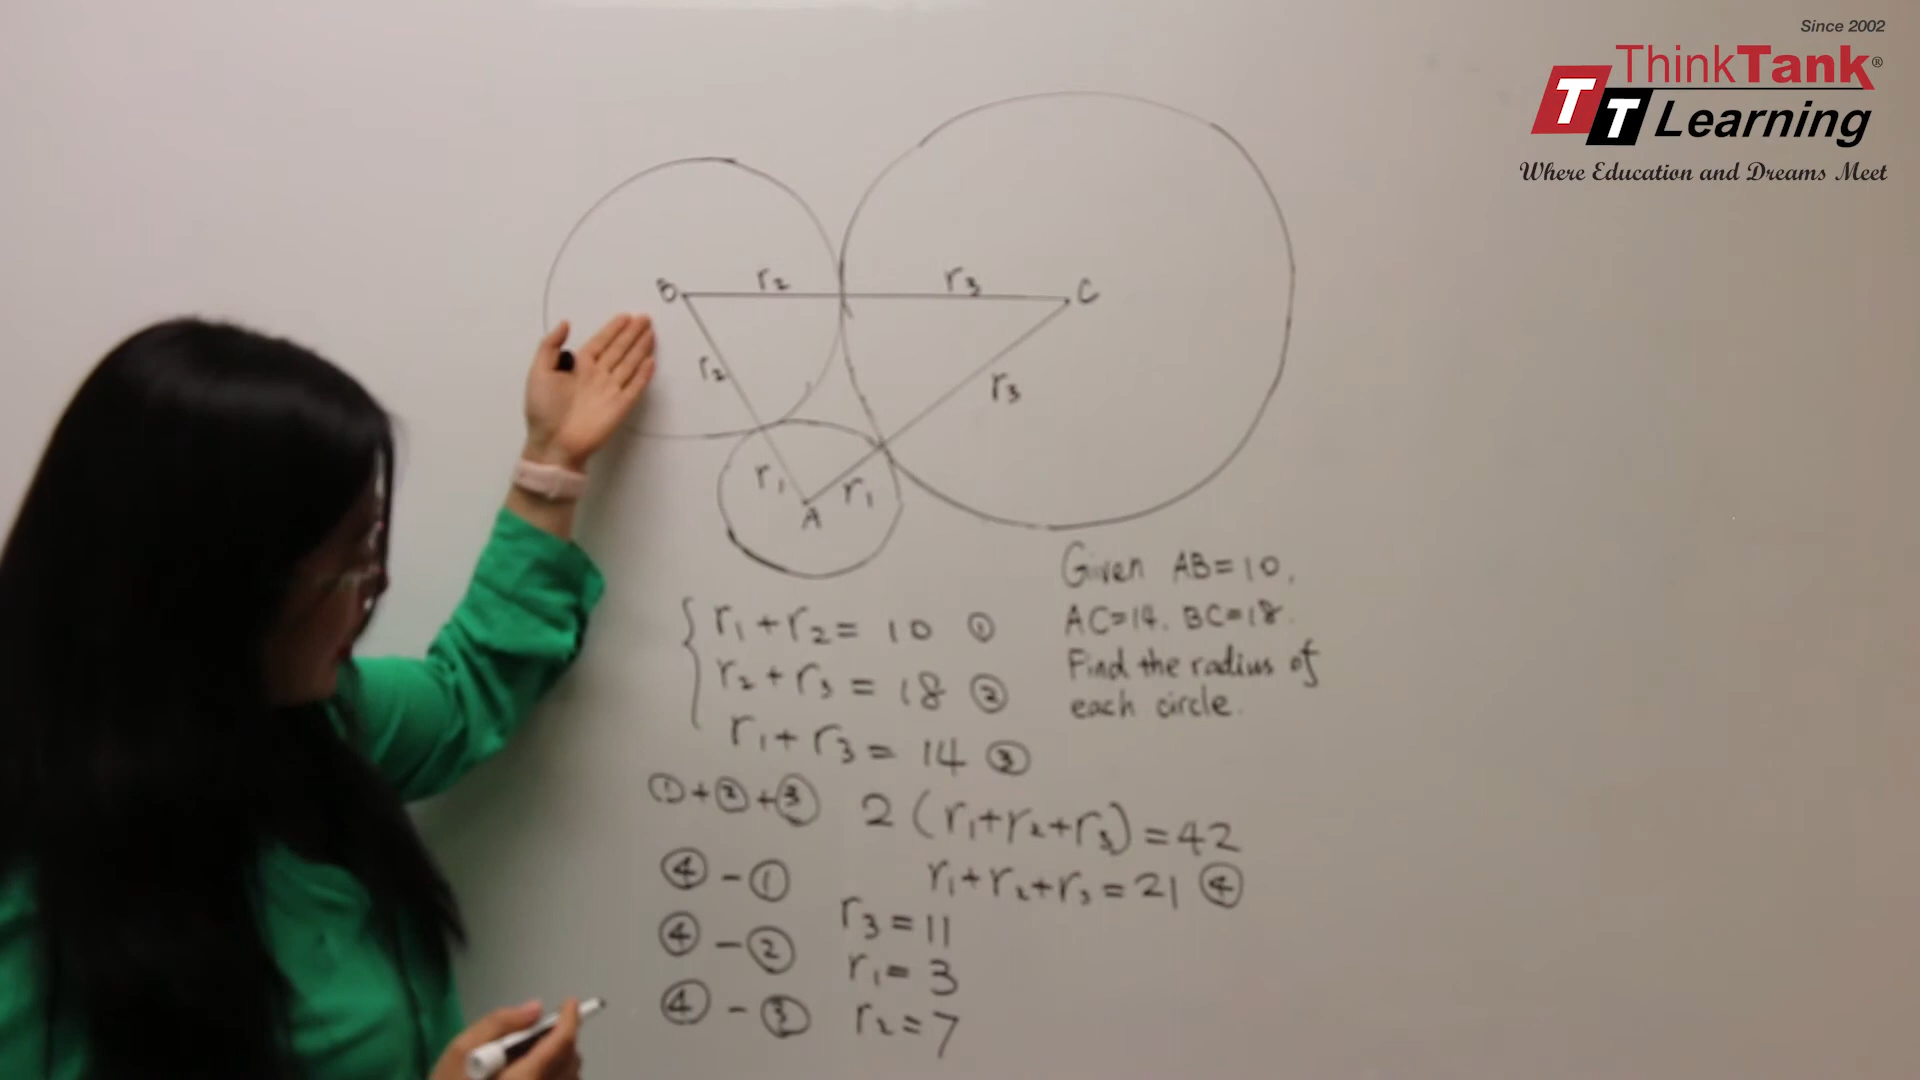 Since 2002
ThinkTank®
TT Learning
Where Education and Dreams Meet
B r₂ r₃ C
r₂ r₃
r₁ r₁
A
Given AB=10,
AC=14. BC=18.
Find the radius of
each circle.
r₁+r₂= 10 ①
r₂+r₃ = 18 ②
r₁+r₃ = 14 ③
①+②+③ 2(r₁+r₂+r₃)=42
r₁+r₂+r₃=21 ④
④-① r₃=11
④-② r₁=3
④-③ r₂=7